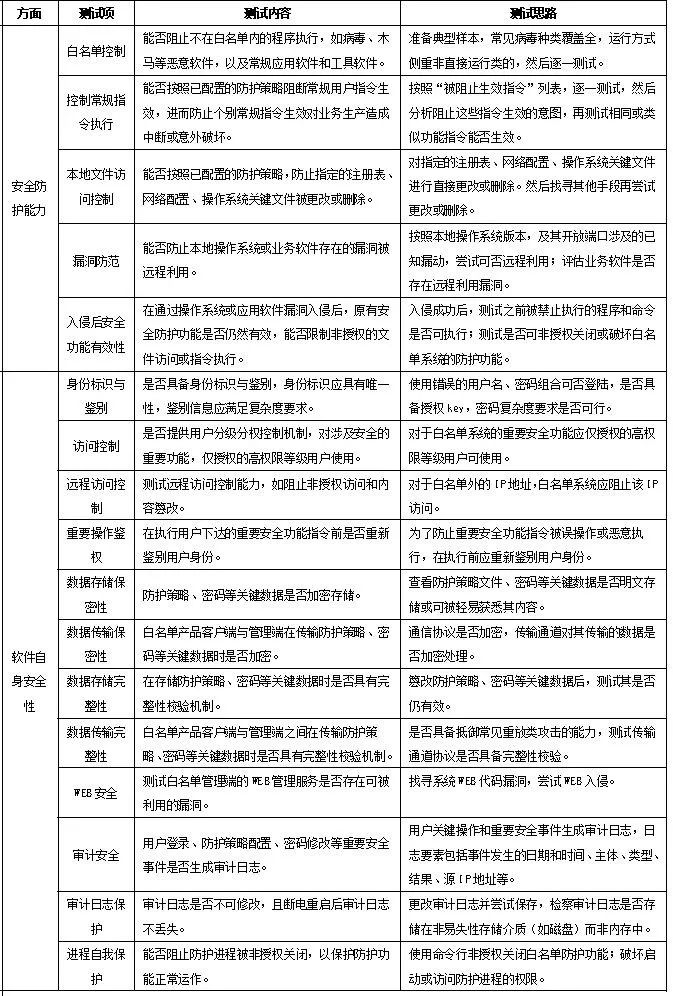 方面 测试项 测试内容 测试思路
安全防
护能力
白名单控制
能否阻止不在白名单内的程序执行，如病毒、木
马等恶意软件，以及常规应用软件和工具软件。
准备典型样本，常见病毒种类覆盖全，运行方式
侧重非直接运行类的，然后逐一测试。
控制常规指
令执行
能否按照已配置的防护策略阻断常规用户指令生
效，进而防止个别常规指令生效对业务生产造成
中断或意外破坏。
按照“被阻止生效指令”列表，逐一测试，然后
分析阻止这些指令生效的意图，再测试相同或类
似功能指令能否生效。
本地文件访
问控制
能否按照已配置的防护策略，防止指定的注册表、
网络配置、操作系统关键文件被更改或删除。
对指定的注册表、网络配置、操作系统关键文件
进行直接更改或删除。然后找寻其他手段再尝试
更改或删除。
漏洞防范
能否防止本地操作系统或业务软件存在的漏洞被
远程利用。
按照本地操作系统版本，及其开放端口涉及的已
知漏动，尝试可否远程利用；评估业务软件是否
存在远程利用漏洞。
入侵后安全
功能有效性
在通过操作系统或应用软件漏洞入侵后，原有安
全防护功能是否仍然有效，能否限制非授权的文
件访问或指令执行。
入侵成功后，测试之前被禁止执行的程序和命令
是否可执行；测试是否可非授权关闭或破坏白名
单系统的防护功能。
软件自
身安全
性
身份标识与
鉴别
是否具备身份标识与鉴别，身份标识应具有唯一
性，鉴别信息应满足复杂度要求。
使用错误的用户名、密码组合可否登陆，是否具
备授权key，密码复杂度要求是否可行。
访问控制
是否提供用户分级分权控制机制，对涉及安全的
重要功能，仅授权的高权限等级用户使用。
对于白名单系统的重要安全功能应仅授权的高权
限等级用户可使用。
远程访问控
制
测试远程访问控制能力，如阻止非授权访问和内
容篡改。
对于白名单外的IP地址，白名单系统应阻止该IP
访问。
重要操作鉴
权
在执行用户下达的重要安全功能指令前是否重新
鉴别用户身份。
为了防止重要安全功能指令被误操作或恶意执
行，在执行前应重新鉴别用户身份。
数据存储保
密性
防护策略、密码等关键数据是否加密存储。
查看防护策略文件、密码等关键数据是否明文存
储或可被轻易获悉其内容。
数据传输保
密性
白名单产品客户端与管理端在传输防护策略、密
码等关键数据时是否加密。
通信协议是否加密，传输通道对其传输的数据是
否加密处理。
数据存储完
整性
在存储防护策略、密码等关键数据时是否具有完
整性校验机制。
篡改防护策略、密码等关键数据后，测试其是否
仍有效。
数据传输完
整性
白名单产品客户端与管理端之间在传输防护策
略、密码等关键数据时是否具有完整性校验机制。
是否具备抵御常见重放类攻击的能力，测试传输
通道协议是否具备完整性校验。
WEB安全
测试白名单管理端的WEB管理服务是否存在可被
利用的漏洞。
找寻系统WEB代码漏洞，尝试WEB入侵。
审计安全
用户登录、防护策略配置、密码修改等重要安全
事件是否生成审计日志。
用户关键操作和重要安全事件生成审计日志，日
志要素包括事件发生的日期和时间、主体、类型、
结果、源IP地址等。
审计日志保
护
审计日志是否不可修改，且断电重启后审计日志
不丢失。
更改审计日志并尝试保存，检察审计日志是否存
储在非易失性存储介质（如磁盘）而非内存中。
进程自我保
护
能否阻止防护进程被非授权关闭，以保护防护功
能正常运作。
使用命令行非授权关闭白名单防护功能；破坏启
动或访问防护进程的权限。